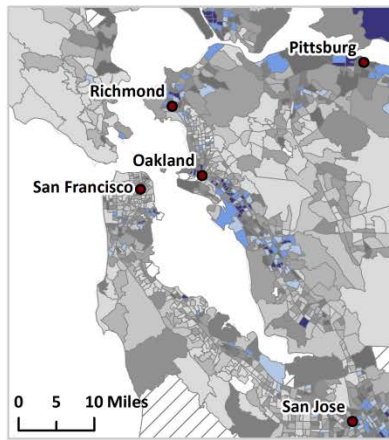 Pittsburg
Richmond
Oakland
San Francisco
San Jose
0 5 10 Miles